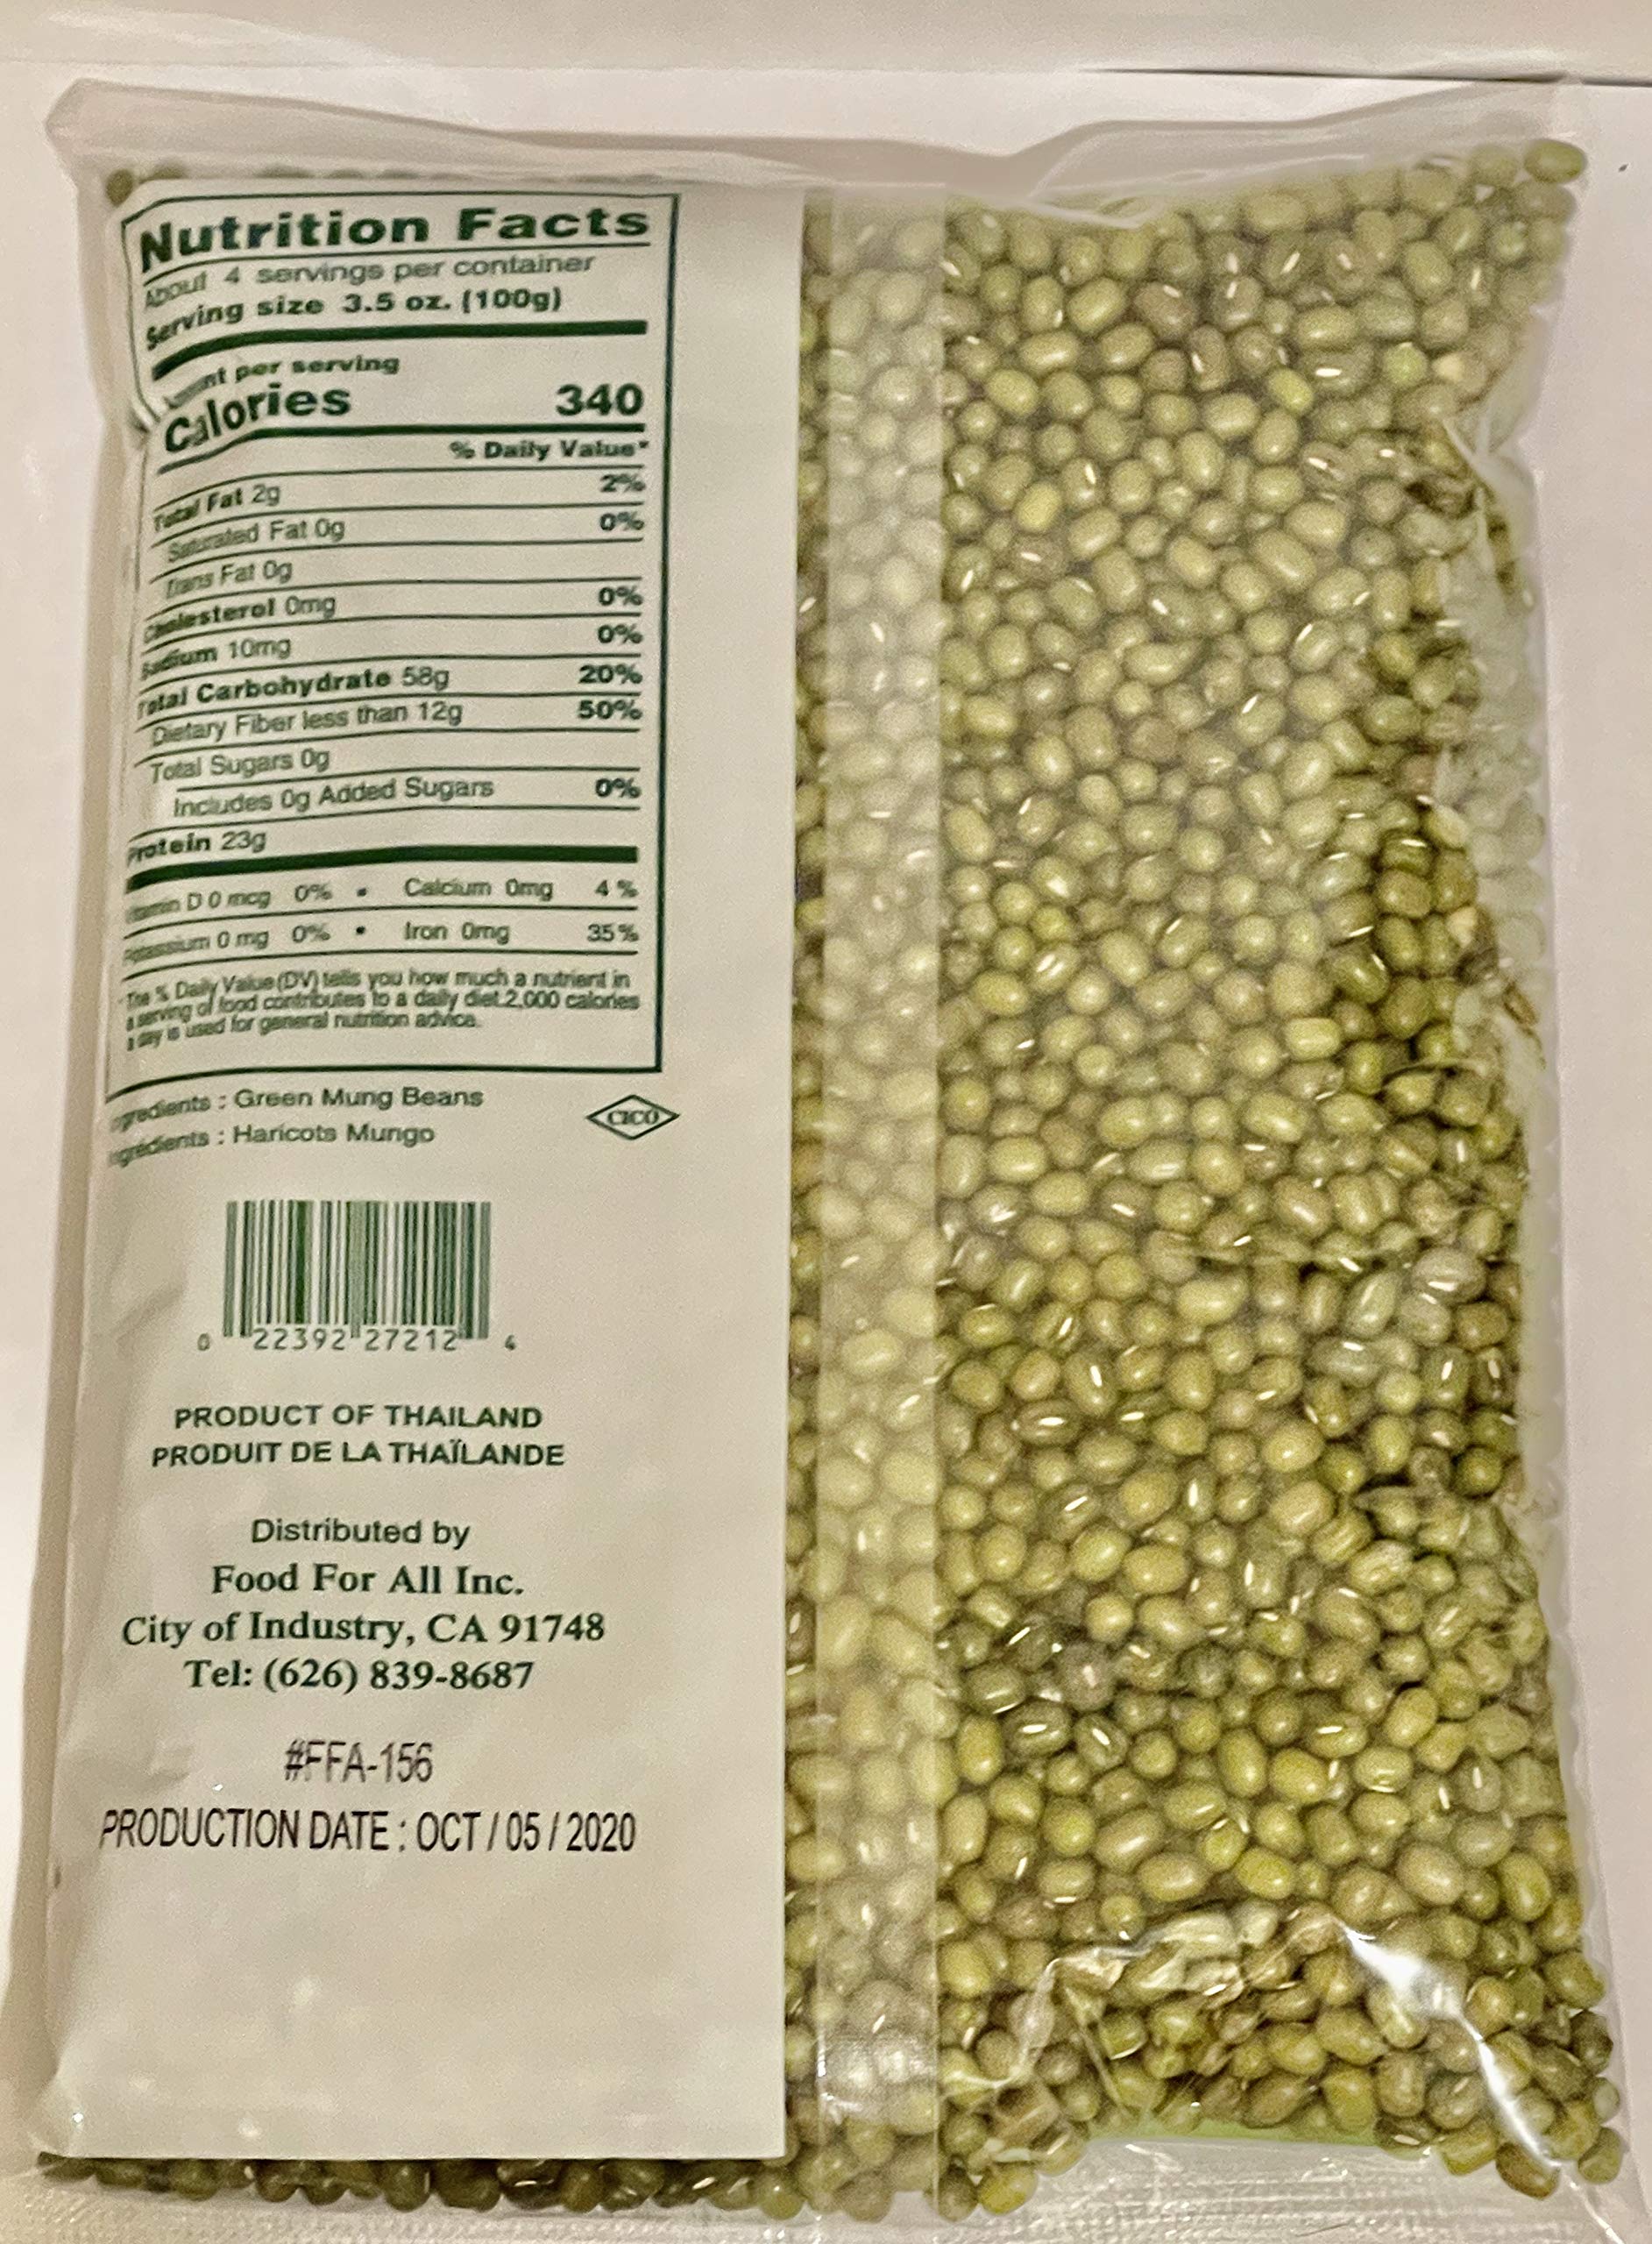 Nutrition Facts
About 4 servings per container
Serving size 3.5 oz. (100g)
per serving
Calories 340
% Daily Value*
Total Fat 2g 2%
Saturated Fat 0g 0%
Trans Fat 0g
Cholesterol 0mg 0%
Sodium 10mg 0%
Total Carbohydrate 58g 20%
Dietary Fiber less than 12g 50%
Total Sugars 0g
Includes 0g Added Sugars 0%
Protein 23g
D 0 mcg 0% • Calcium 0mg 4%
Potassium 0 mg 0% • Iron 0mg 35%
The % Daily Value (DV) tells you how much a nutrient in
a serving of food contributes to a daily diet.2,000 calories
a day is used for general nutrition advice.
Ingredients : Green Mung Beans
Ingrédients : Haricots Mungo
CICO
0 22392 27212 4
PRODUCT OF THAILAND
PRODUIT DE LA THAÏLANDE
Distributed by
Food For All Inc.
City of Industry, CA 91748
Tel: (626) 839-8687
#FFA-156
PRODUCTION DATE : OCT / 05 / 2020